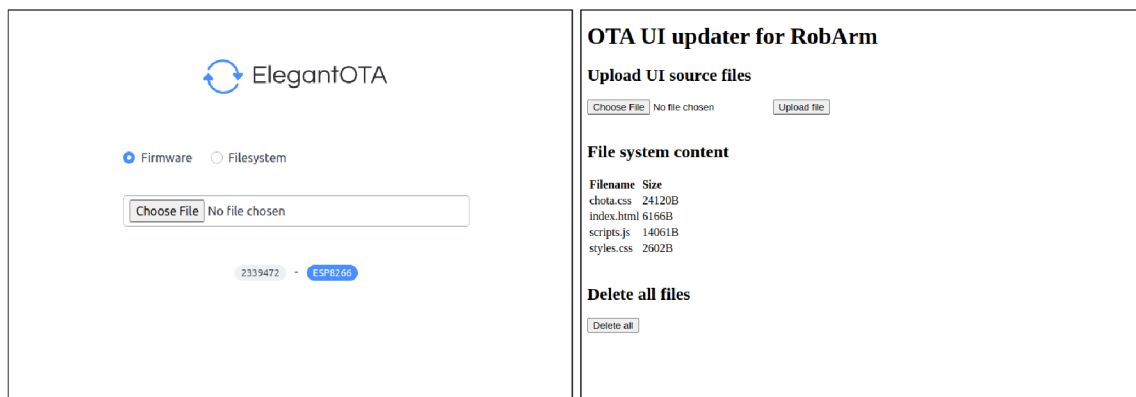 ElegantOTA
Firmware Filesystem
Choose File No file chosen
2339472 - ESP8266
OTA UI updater for RobArm
Upload UI source files
Choose File No file chosen Upload file
File system content
Filename Size
chota.css 24120B
index.html 6166B
scripts.js 14061B
styles.css 2602B
Delete all files
Delete all